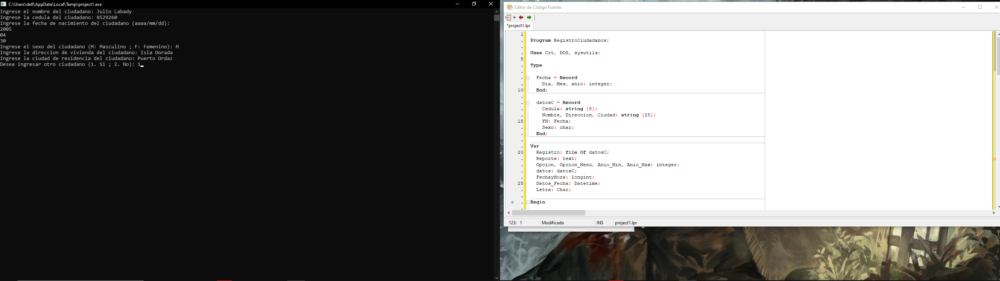 C:\Users\dell\AppData\Local\Temp\project1.exe
Ingrese el nombre del ciudadano: Julio Labady
Ingrese la cedula del ciudadano: 8529260
Ingrese la fecha de nacimiento del ciudadano (aaaa/mm/dd):
2005
04
30
Ingrese el sexo del ciudadano (M: Masculino ; F: Femenino): M
Ingrese la direccion de vivienda del ciudadano: Isla Dorada
Ingrese la ciudad de residencia del ciudadano: Puerto Ordaz
Desea ingresar otro ciudadano (1. Si ; 2. No): 1
Editor de Código Fuente
*project1.lpr
1
. Program RegistroCiudadanos;
.
. Uses Crt, DOS, sysutils;
5
. Type
.
. Fecha = Record
. Dia, Mes, anio: integer;
10 End;
.
. datosC = Record
. Cedula: string [8];
. Nombre, Direccion, Ciudad: string [25];
15 FN: Fecha;
. Sexo: char;
. End;
.
. Var
20 Registro: file Of datosC;
. Reporte: text;
. Opcion, Opcion_Menu, Anio_Min, Anio_Max: integer;
. datos: datosC;
. FechayHora: longint;
25 Datos_Fecha: Datetime;
. Letra: Char;
.
. Begin
.
123: 1 Modificado INS project1.lpr